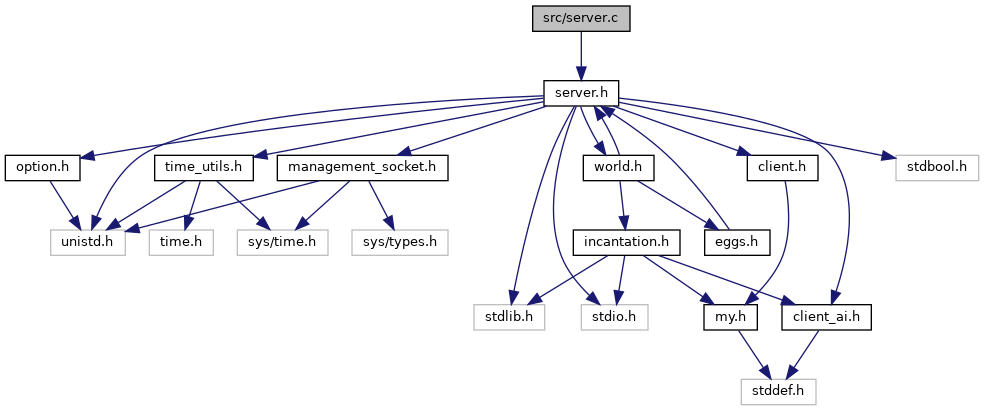 src/server.c
server.h
option.h
time_utils.h
management_socket.h
world.h
client.h
stdbool.h
unistd.h
time.h
sys/time.h
sys/types.h
incantation.h
eggs.h
stdlib.h
stdio.h
my.h
client_ai.h
stddef.h